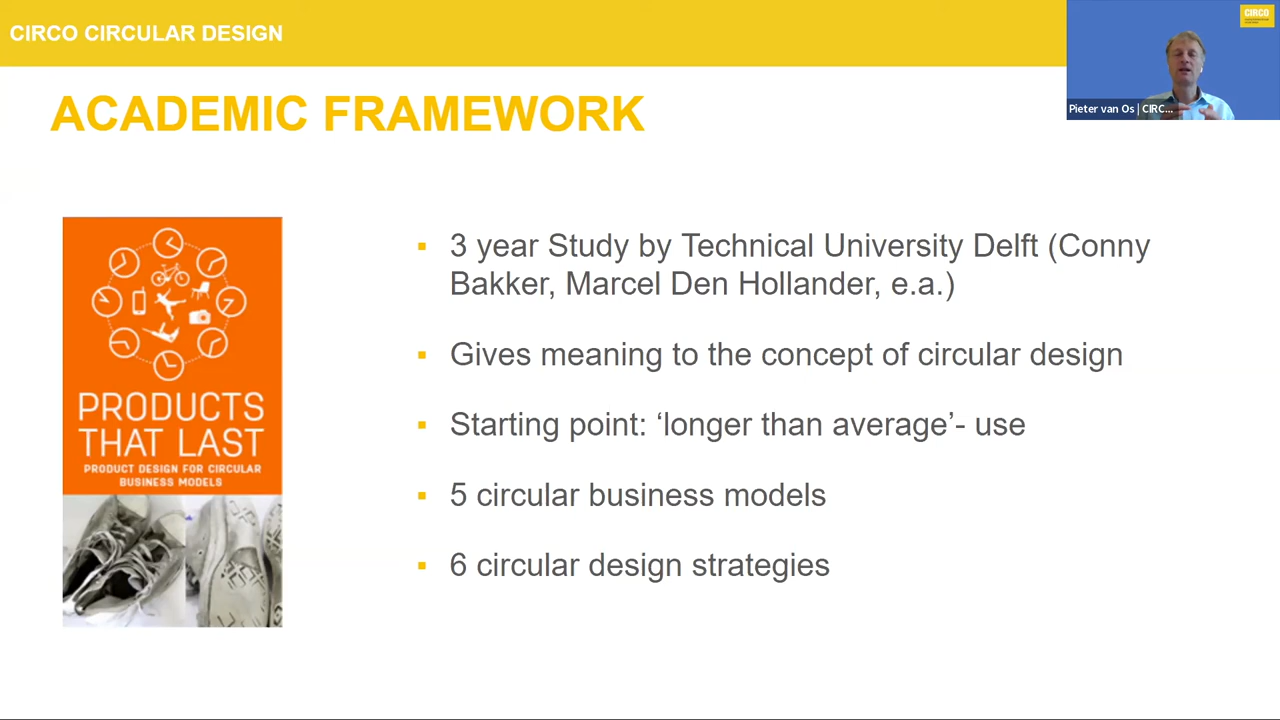 CIRCO CIRCULAR DESIGN
CIRCO
Pieter van Os | CIRC...
ACADEMIC FRAMEWORK
PRODUCTS
THAT LAST
PRODUCT DESIGN FOR CIRCULAR
BUSINESS MODELS
▪ 3 year Study by Technical University Delft (Conny
Bakker, Marcel Den Hollander, e.a.)
▪ Gives meaning to the concept of circular design
▪ Starting point: ‘longer than average’- use
▪ 5 circular business models
▪ 6 circular design strategies